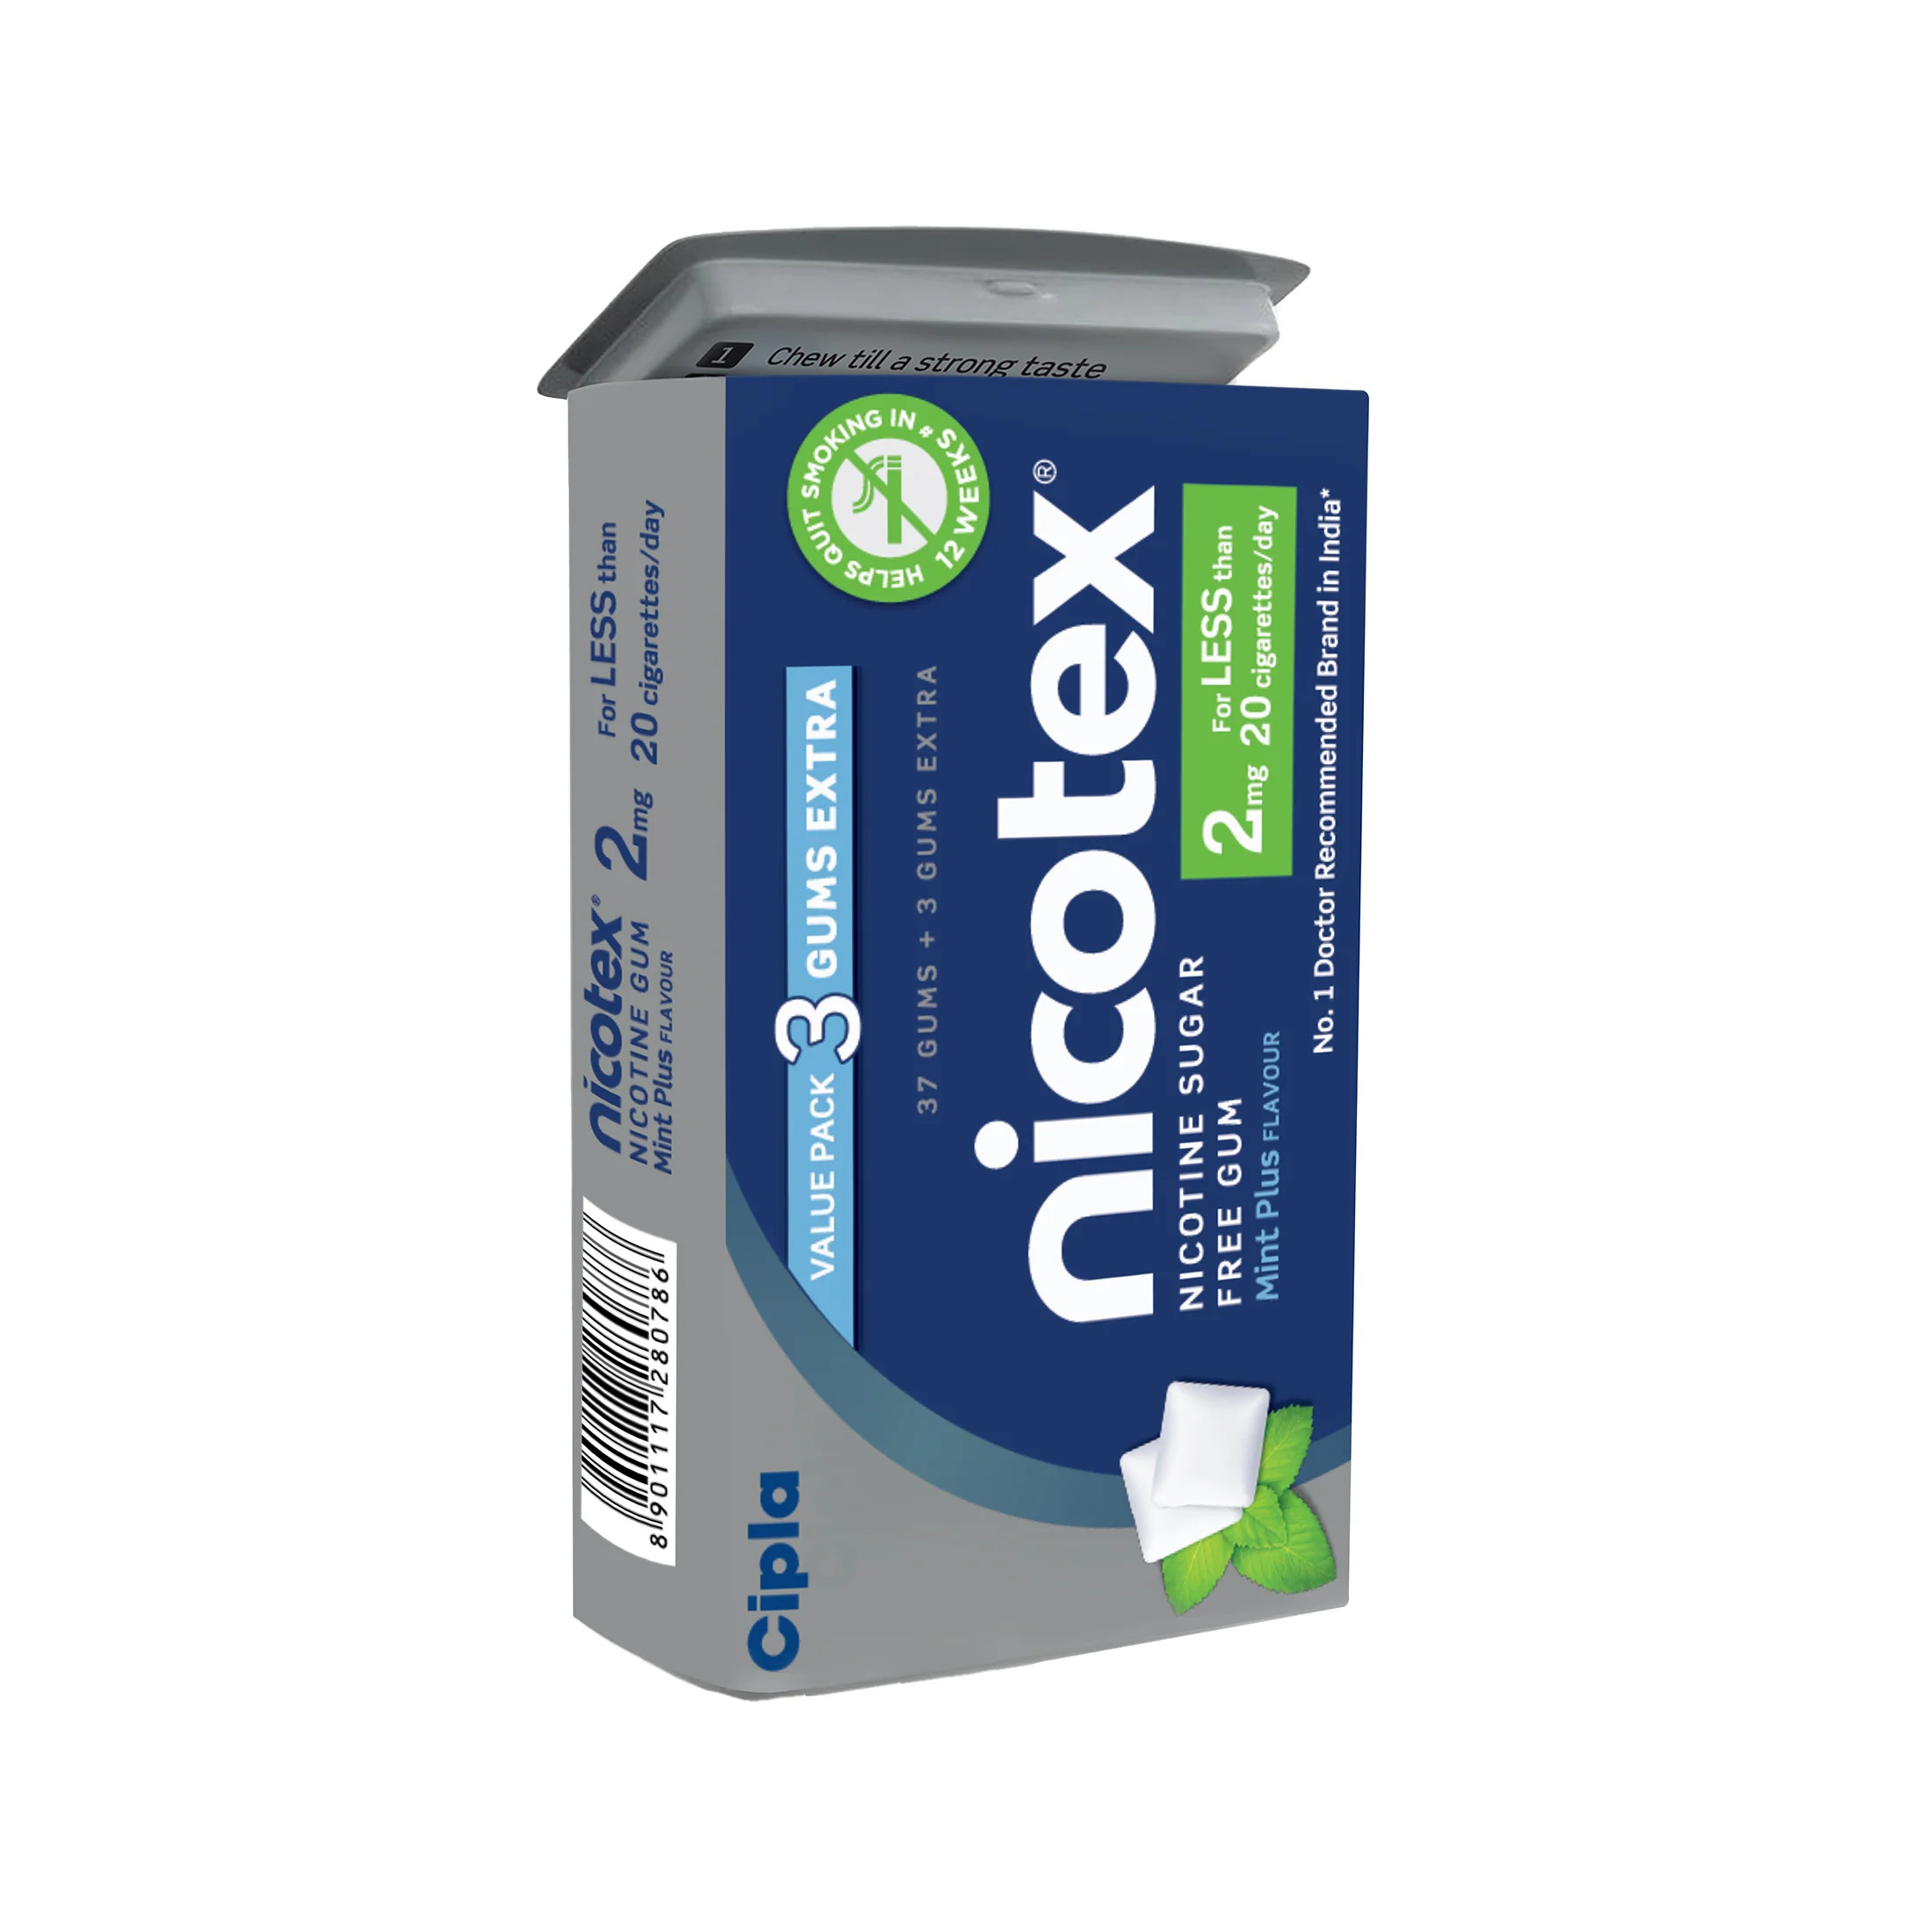 1 Chew till a strong taste
nicotex®
NICOTINE GUM
Mint Plus FLAVOUR
2mg
For LESS than
20 cigarettes/day
8 901117 280786
Cipla
HELPS QUIT SMOKING IN
12 WEEKS#
VALUE PACK 3 GUMS EXTRA
37 GUMS + 3 GUMS EXTRA
nicotex®
NICOTINE SUGAR
FREE GUM
Mint Plus FLAVOUR
2mg
For LESS than
20 cigarettes/day
No. 1 Doctor Recommended Brand in India*